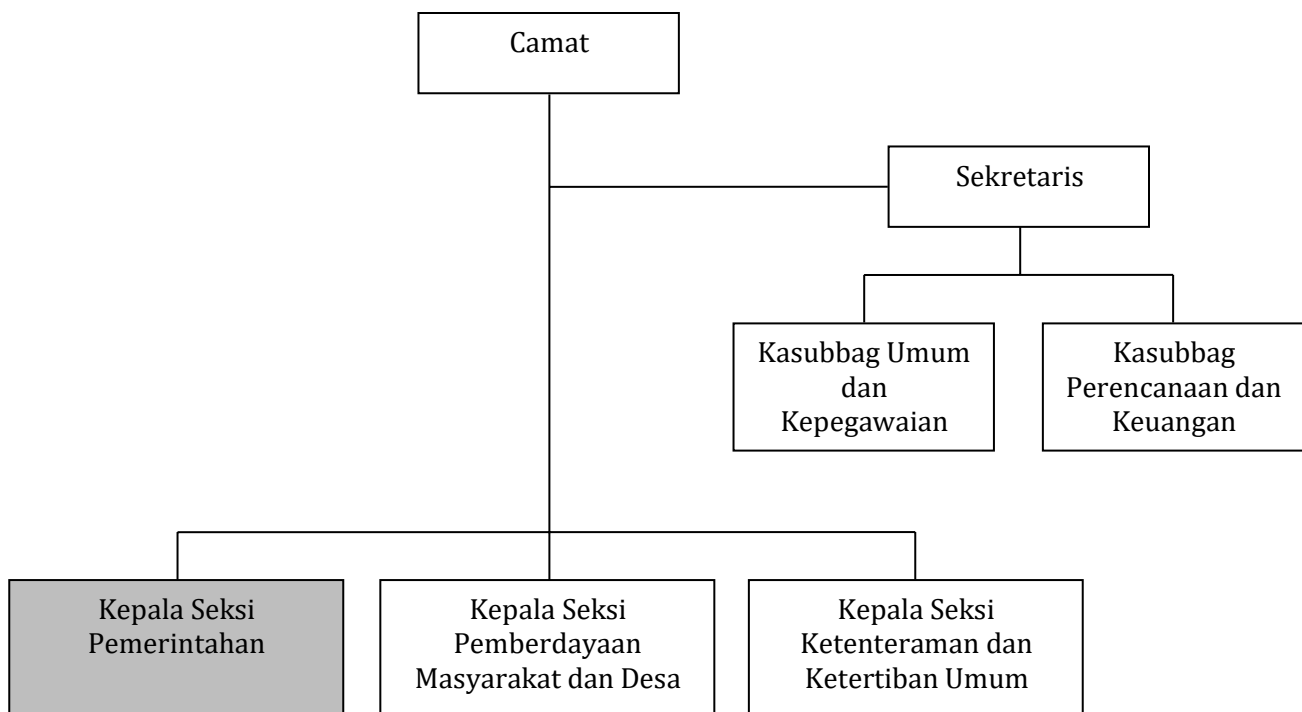 Camat
Sekretaris
Kasubbag Umum
dan
Kepegawaian
Kasubbag
Perencanaan dan
Keuangan
Kepala Seksi
Pemerintahan
Kepala Seksi
Pemberdayaan
Masyarakat dan Desa
Kepala Seksi
Ketenteraman dan
Ketertiban Umum